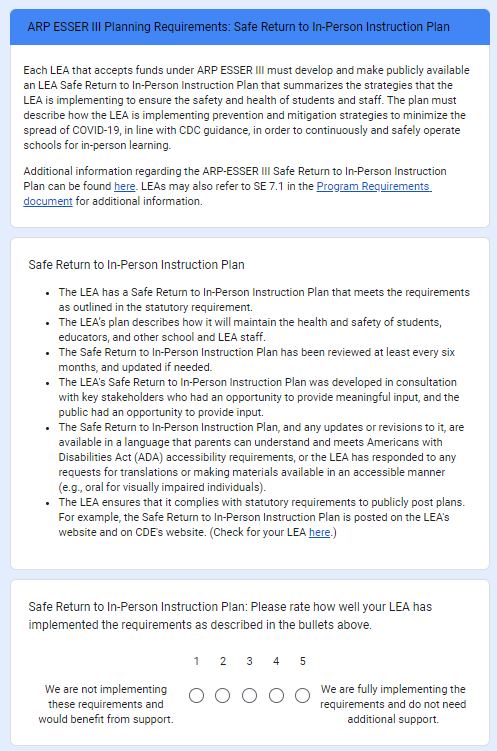 ARP ESSER III Planning Requirements: Safe Return to In-Person Instruction Plan
Each LEA that accepts funds under ARP ESSER III must develop and make publicly available
an LEA Safe Return to In-Person Instruction Plan that summarizes the strategies that the
LEA is implementing to ensure the safety and health of students and staff. The plan must
describe how the LEA is implementing prevention and mitigation strategies to minimize the
spread of COVID-19, in line with CDC guidance, in order to continuously and safely operate
schools for in-person learning.
Additional information regarding the ARP-ESSER III Safe Return to In-Person Instruction
Plan can be found here. LEAs may also refer to SE 7.1 in the Program Requirements
document for additional information.
Safe Return to In-Person Instruction Plan
• The LEA has a Safe Return to In-Person Instruction Plan that meets the requirements
as outlined in the statutory requirement.
• The LEA's plan describes how it will maintain the health and safety of students,
educators, and other school and LEA staff.
• The Safe Return to In-Person Instruction Plan has been reviewed at least every six
months, and updated if needed.
• The LEA's Safe Return to In-Person Instruction Plan was developed in consultation
with key stakeholders who had an opportunity to provide meaningful input, and the
public had an opportunity to provide input.
• The Safe Return to In-Person Instruction Plan, and any updates or revisions to it, are
available in a language that parents can understand and meets Americans with
Disabilities Act (ADA) accessibility requirements, or the LEA has responded to any
requests for translations or making materials available in an accessible manner
(e.g., oral for visually impaired individuals).
• The LEA ensures that it complies with statutory requirements to publicly post plans.
For example, the Safe Return to In-Person Instruction Plan is posted on the LEA's
website and on CDE's website. (Check for your LEA here.)
Safe Return to In-Person Instruction Plan: Please rate how well your LEA has
implemented the requirements as described in the bullets above.
1 2 3 4 5
We are not implementing
these requirements and
would benefit from support.
We are fully implementing the
requirements and do not need
additional support.